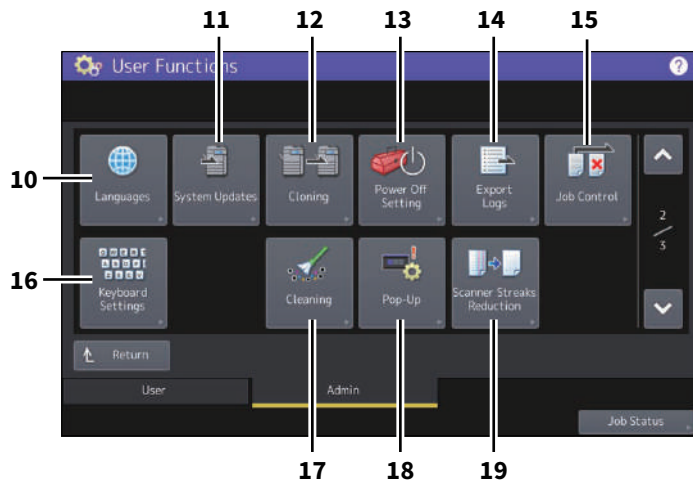 11 12 13 14 15
User Functions ?
10
Languages
System Updates
Cloning
Power Off
Setting
Export
Logs
Job Control
2
3
16
Keyboard
Settings
Cleaning
Pop-Up
Scanner Streaks
Reduction
Return
User
Admin
Job Status
17 18 19